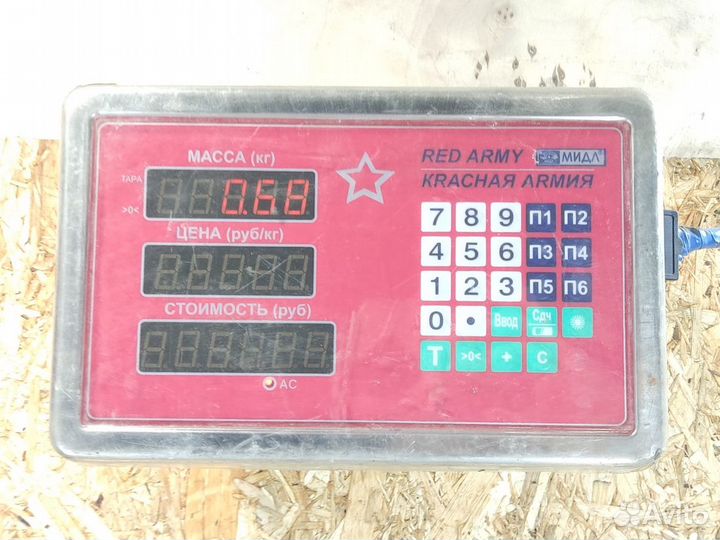 МАССА (кг)
ТАРА
>0<
0.68
ЦЕНА (руб/кг)
СТОИМОСТЬ (руб)
AC
RED ARMY МИДЛ
КRАСНАЯ АRМИЯ
7 8 9 П1 П2
4 5 6 П3 П4
1 2 3 П5 П6
0 • Ввод Сдч
T >0< + C
Avito